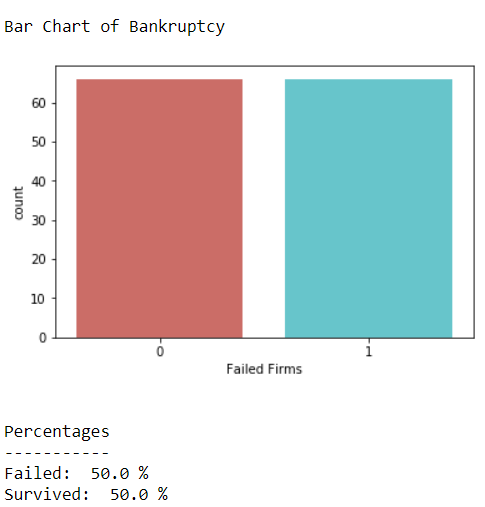 Bar Chart of Bankruptcy
60
50
40
30
20
10
0
count
0 1
Failed Firms
Percentages
-----------
Failed:  50.0 %
Survived:  50.0 %